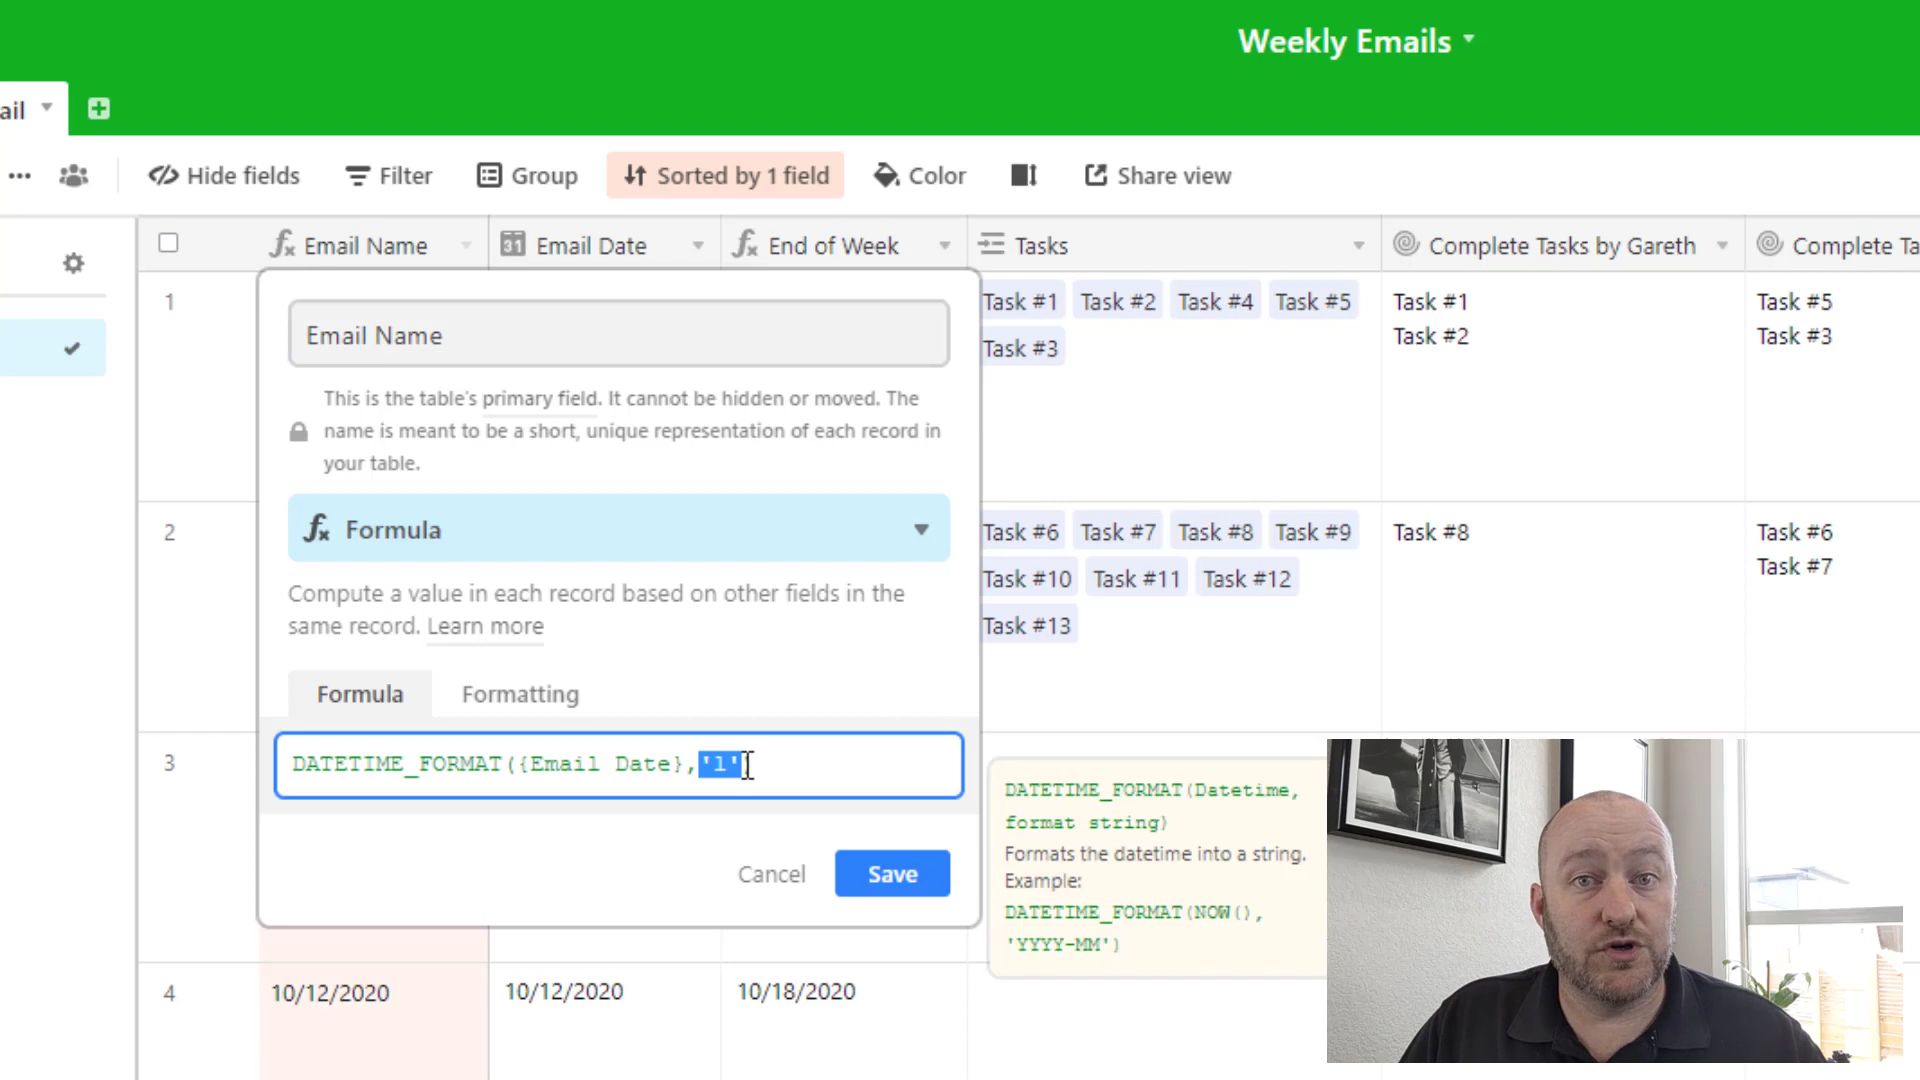 Weekly Emails
ail
Hide fields
Filter
Group
Sorted by 1 field
Color
Share view
Email Name
31
Email Date
End of Week
Tasks
Complete Tasks by Gareth
Complete Ta
1
Task #1
Task #2
Task #4
Task #5
Task #3
Task #1
Task #2
Task #5
Task #3
Email Name
This is the table's primary field. It cannot be hidden or moved. The
name is meant to be a short, unique representation of each record in
your table.
2
Formula
Task #6
Task #7
Task #8
Task #9
Task #10
Task #11
Task #12
Task #13
Task #8
Task #6
Task #7
Compute a value in each record based on other fields in the
same record. Learn more
Formula
Formatting
3
DATETIME_FORMAT({Email Date},'l')
DATETIME_FORMAT(Datetime,
format string)
Formats the datetime into a string.
Example:
DATETIME_FORMAT(NOW(),
'YYYY-MM')
Cancel
Save
4
10/12/2020
10/12/2020
10/18/2020